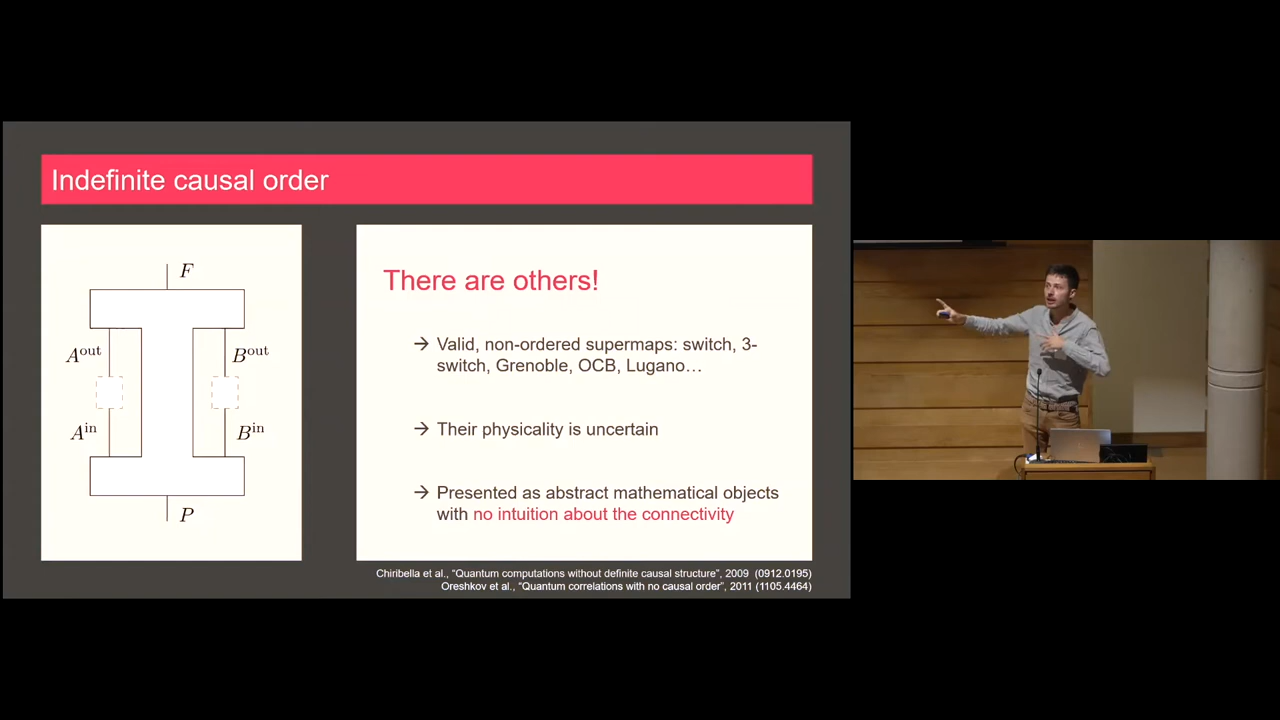 Indefinite causal order
F
A^out
B^out
A^in
B^in
P
There are others!
→ Valid, non-ordered supermaps: switch, 3-
switch, Grenoble, OCB, Lugano…
→ Their physicality is uncertain
→ Presented as abstract mathematical objects
with no intuition about the connectivity
Chiribella et al., "Quantum computations without definite causal structure", 2009 (0912.0195)
Oreshkov et al., "Quantum correlations with no causal order", 2011 (1105.4464)